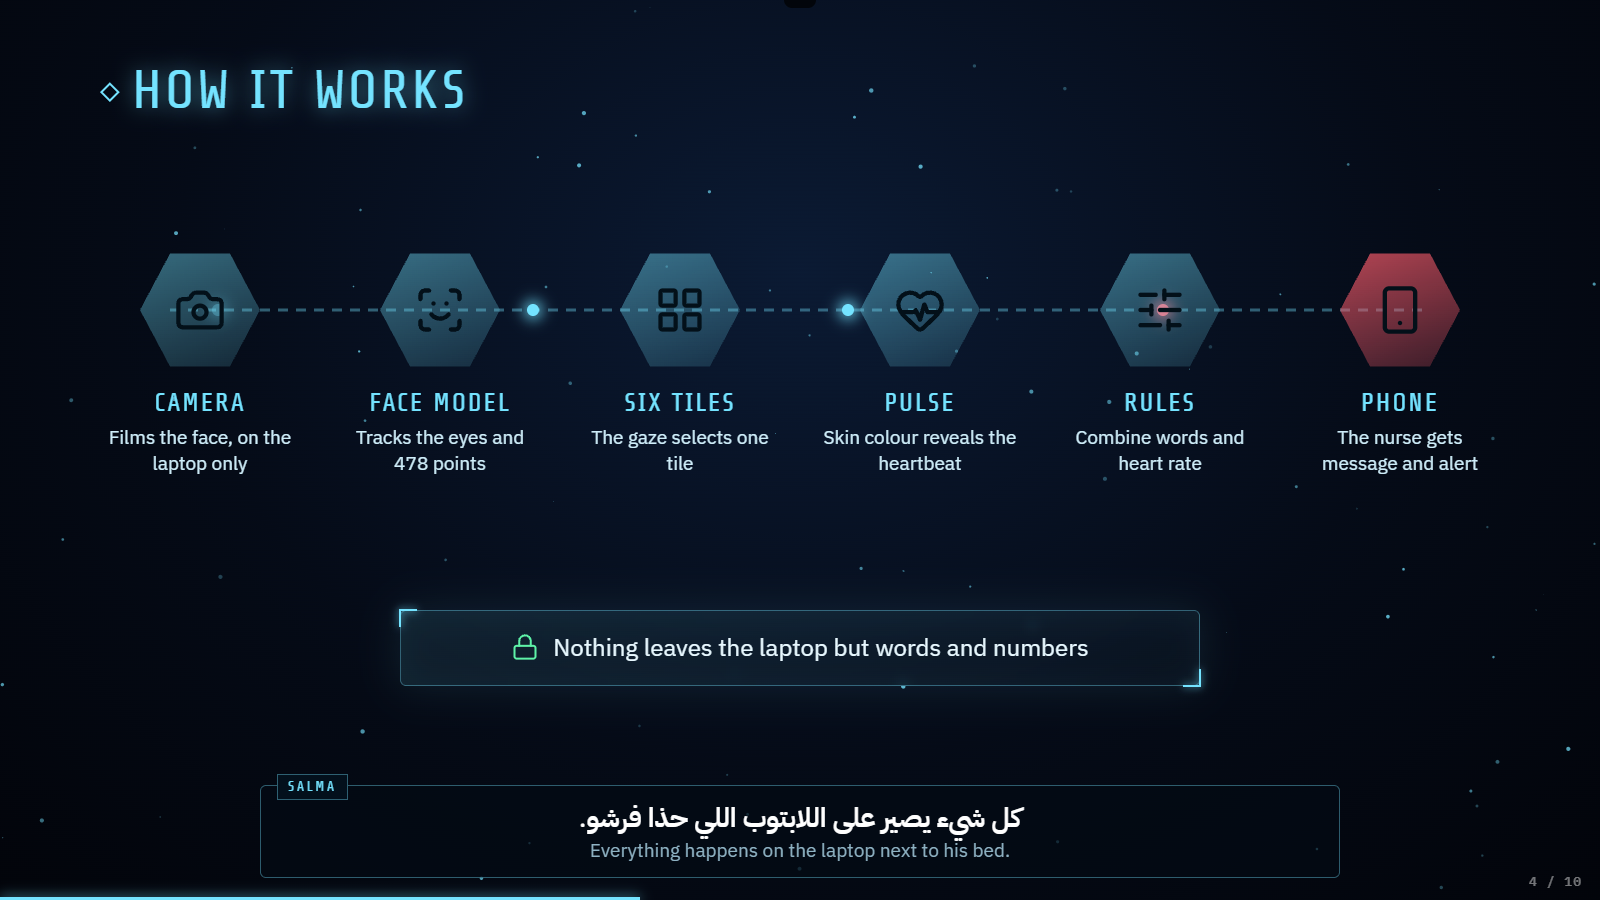 HOW IT WORKS
CAMERA
Films the face, on the
laptop only
FACE MODEL
Tracks the eyes and
478 points
SIX TILES
The gaze selects one
tile
PULSE
Skin colour reveals the
heartbeat
RULES
Combine words and
heart rate
PHONE
The nurse gets
message and alert
Nothing leaves the laptop but words and numbers
SALMA
كل شيء يصير على اللابتوب اللي حذا فرشو.
Everything happens on the laptop next to his bed.
4 / 10